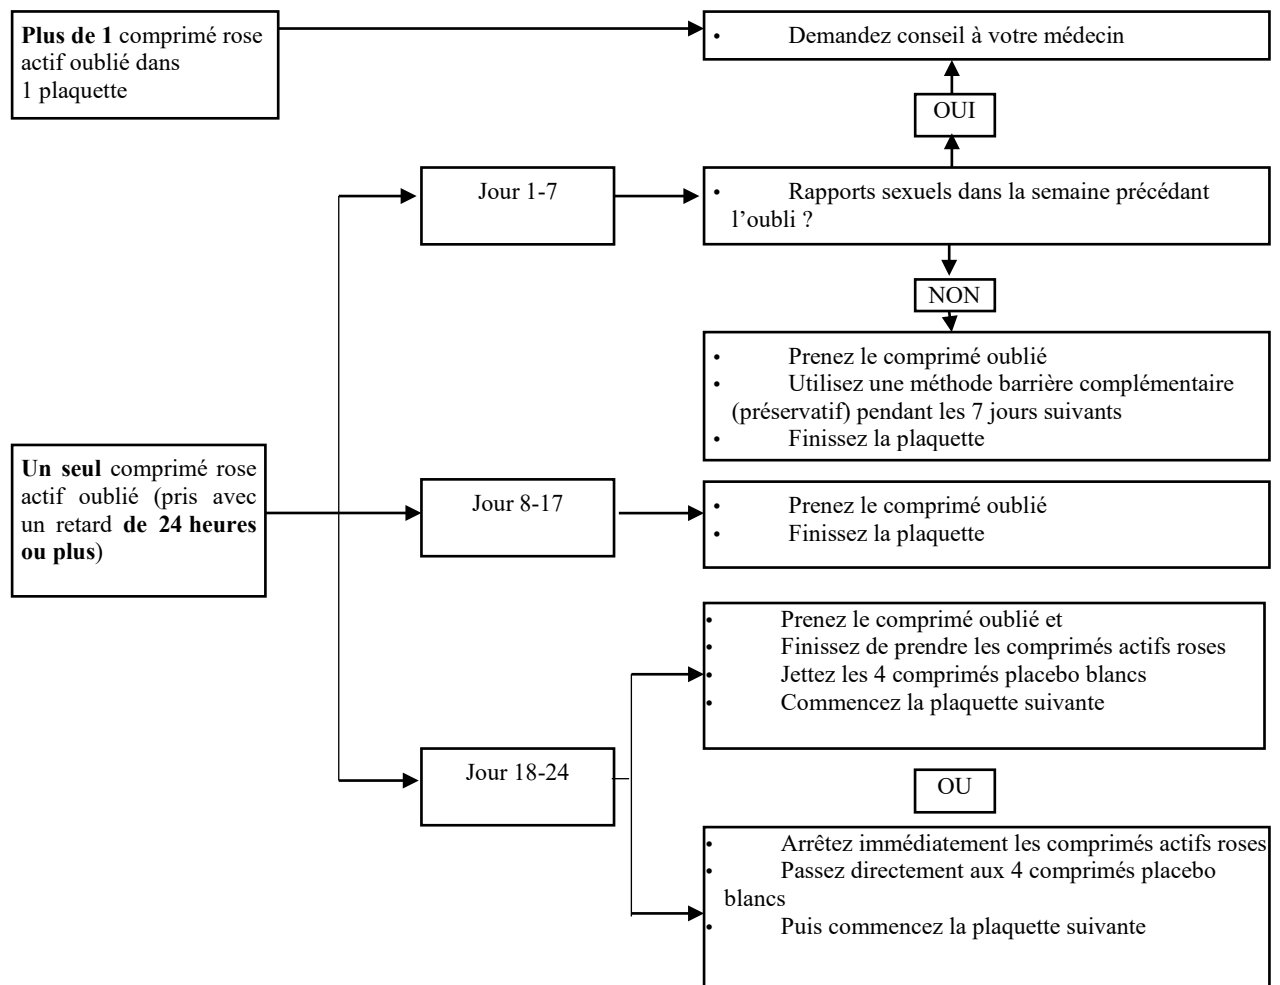 Plus de 1 comprimé rose
actif oublié dans
1 plaquette
• Demandez conseil à votre médecin
OUI
Jour 1-7
• Rapports sexuels dans la semaine précédant
l’oubli ?
NON
• Prenez le comprimé oublié
• Utilisez une méthode barrière complémentaire
(préservatif) pendant les 7 jours suivants
• Finissez la plaquette
Un seul comprimé rose
actif oublié (pris avec
un retard de 24 heures
ou plus)
Jour 8-17
• Prenez le comprimé oublié
• Finissez la plaquette
Jour 18-24
• Prenez le comprimé oublié et
• Finissez de prendre les comprimés actifs roses
• Jettez les 4 comprimés placebo blancs
• Commencez la plaquette suivante
OU
• Arrêtez immédiatement les comprimés actifs roses
• Passez directement aux 4 comprimés placebo
blancs
• Puis commencez la plaquette suivante